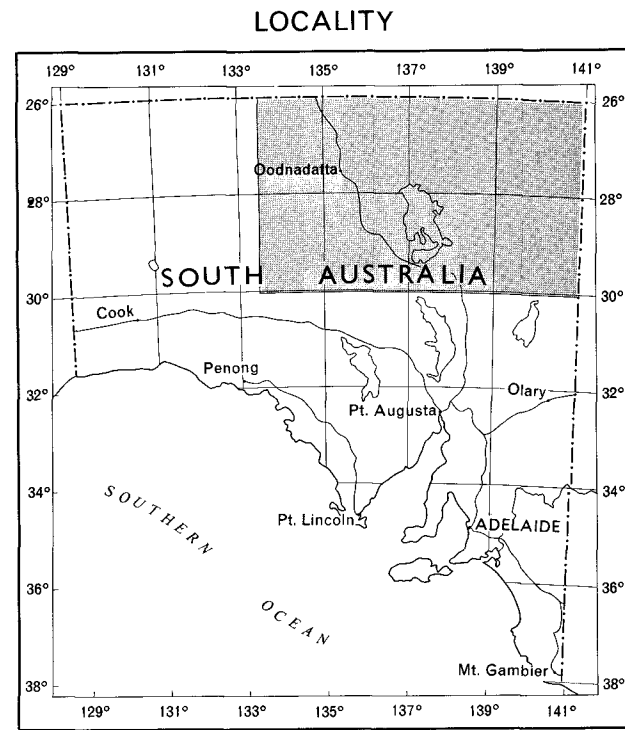 LOCALITY
129° 131° 133° 135° 137° 139° 141°
26° 26°
Oodnadatta
28° 28°
SOUTH AUSTRALIA
30° 30°
Cook
Penong
32° 32°
Olary
Pt. Augusta
34° 34°
Pt. Lincoln
ADELAIDE
SOUTHERN
OCEAN
36° 36°
Mt. Gambier
38° 38°
129° 131° 133° 135° 137° 139° 141°